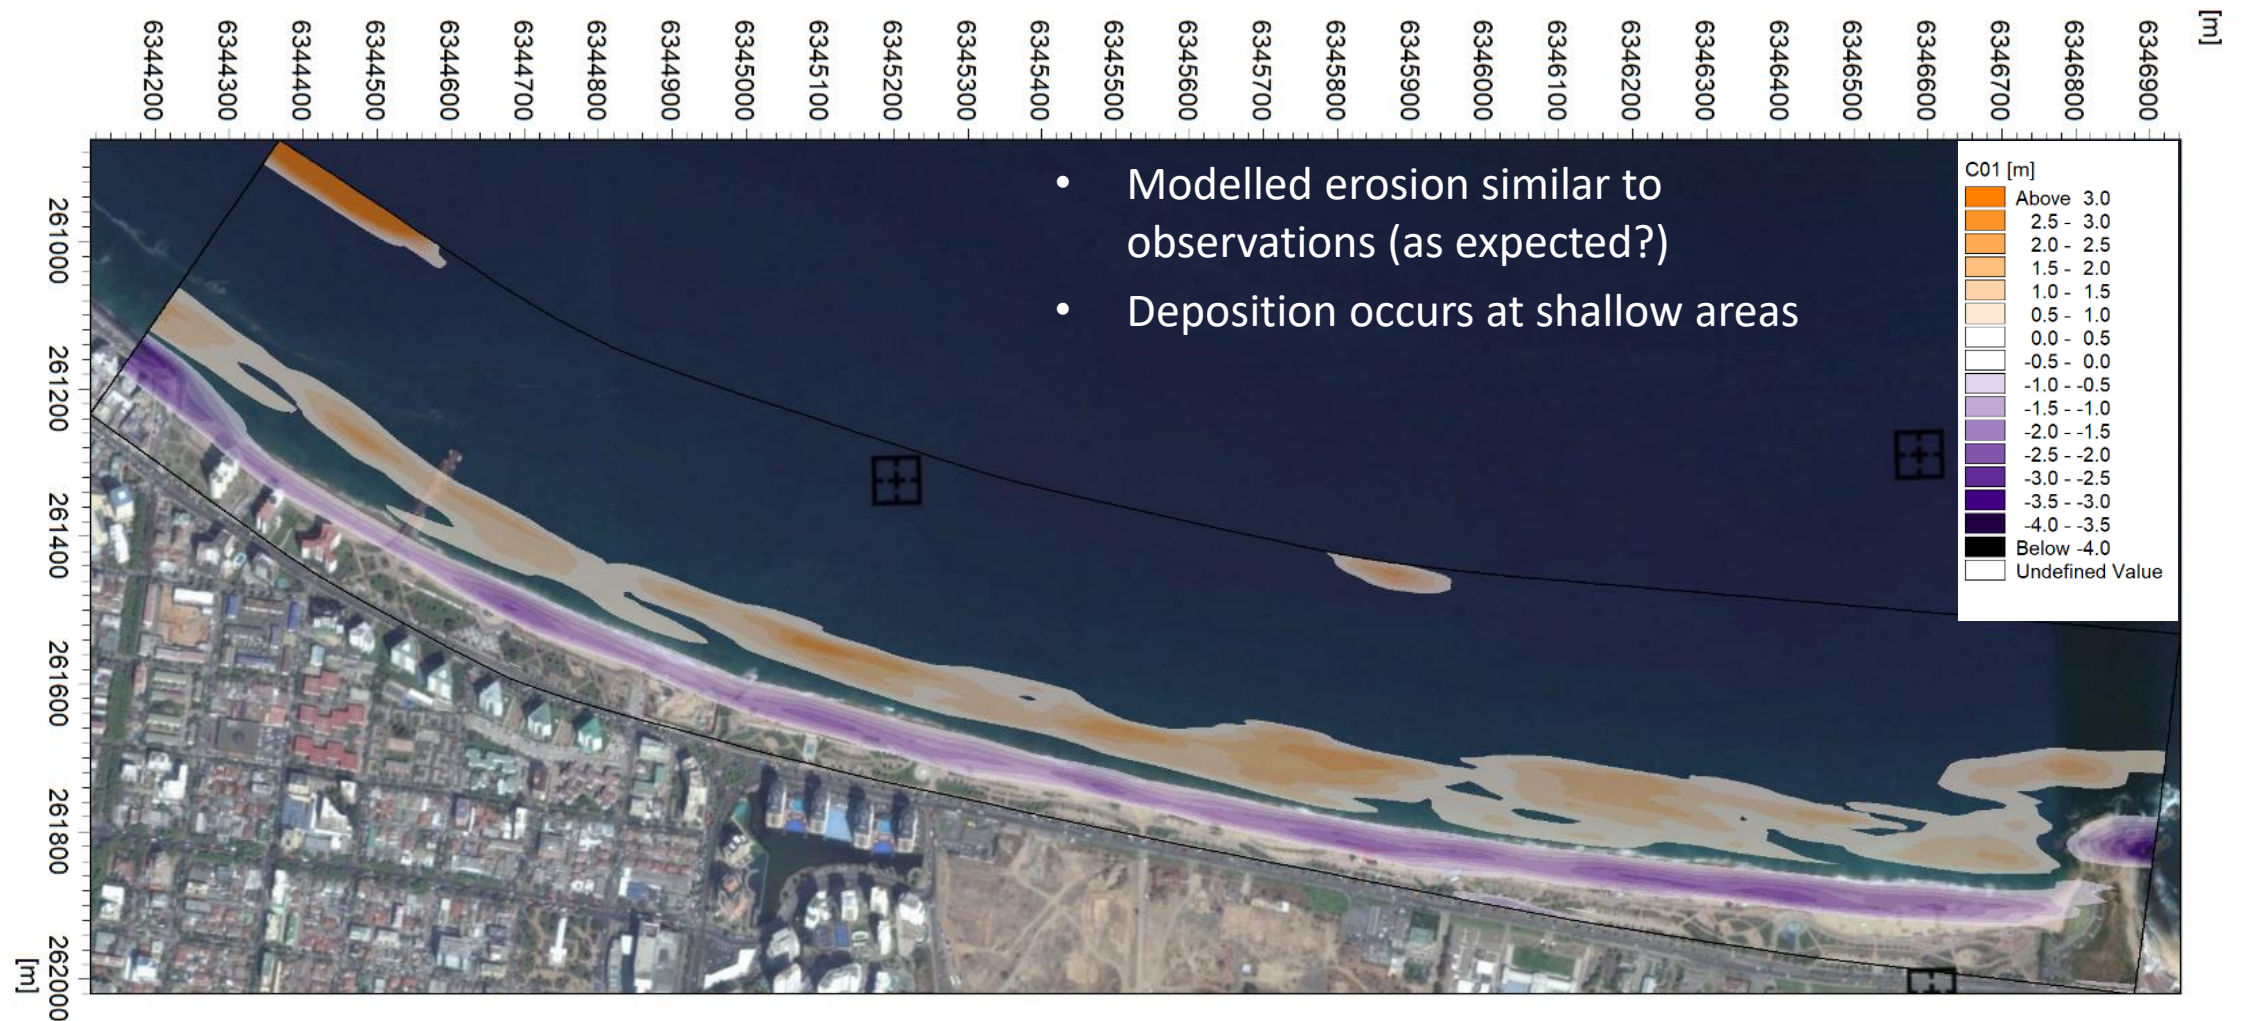 [m]
6344200
6344300
6344400
6344500
6344600
6344700
6344800
6344900
6345000
6345100
6345200
6345300
6345400
6345500
6345600
6345700
6345800
6345900
6346000
6346100
6346200
6346300
6346400
6346500
6346600
6346700
6346800
6346900
261000
261200
261400
261600
261800
262000
[m]
• Modelled erosion similar to
observations (as expected?)
• Deposition occurs at shallow areas
C01 [m]
Above 3.0
2.5 - 3.0
2.0 - 2.5
1.5 - 2.0
1.0 - 1.5
0.5 - 1.0
0.0 - 0.5
-0.5 - 0.0
-1.0 - -0.5
-1.5 - -1.0
-2.0 - -1.5
-2.5 - -2.0
-3.0 - -2.5
-3.5 - -3.0
-4.0 - -3.5
Below -4.0
Undefined Value